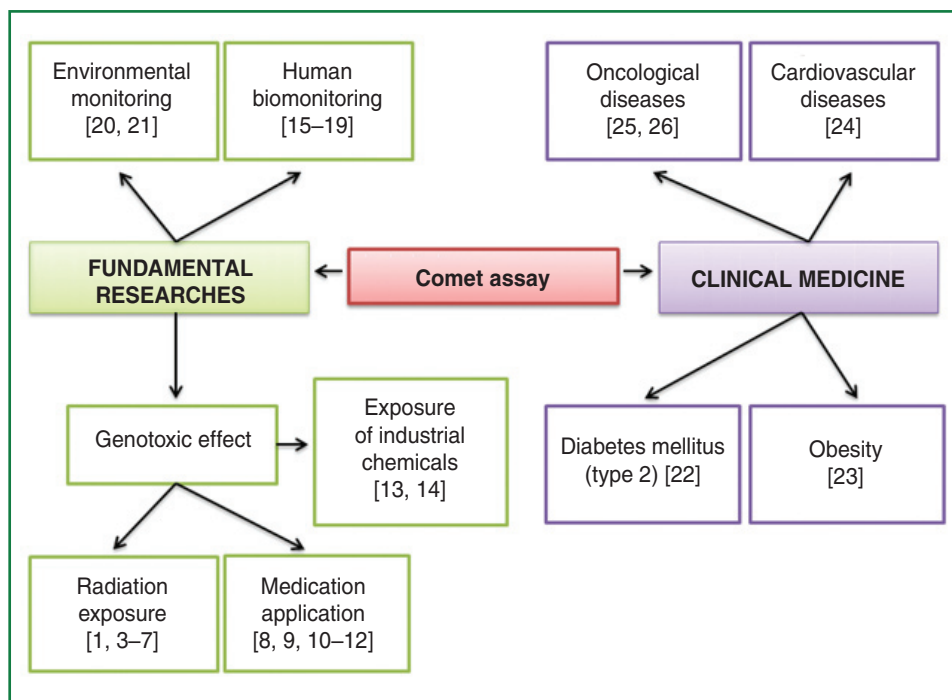 Environmental
monitoring
[20, 21]
Human
biomonitoring
[15–19]
Oncological
diseases
[25, 26]
Cardiovascular
diseases
[24]
FUNDAMENTAL
RESEARCHES
Comet assay
CLINICAL MEDICINE
Genotoxic effect
Exposure
of industrial
chemicals
[13, 14]
Diabetes mellitus
(type 2) [22]
Obesity
[23]
Radiation
exposure
[1, 3–7]
Medication
application
[8, 9, 10–12]